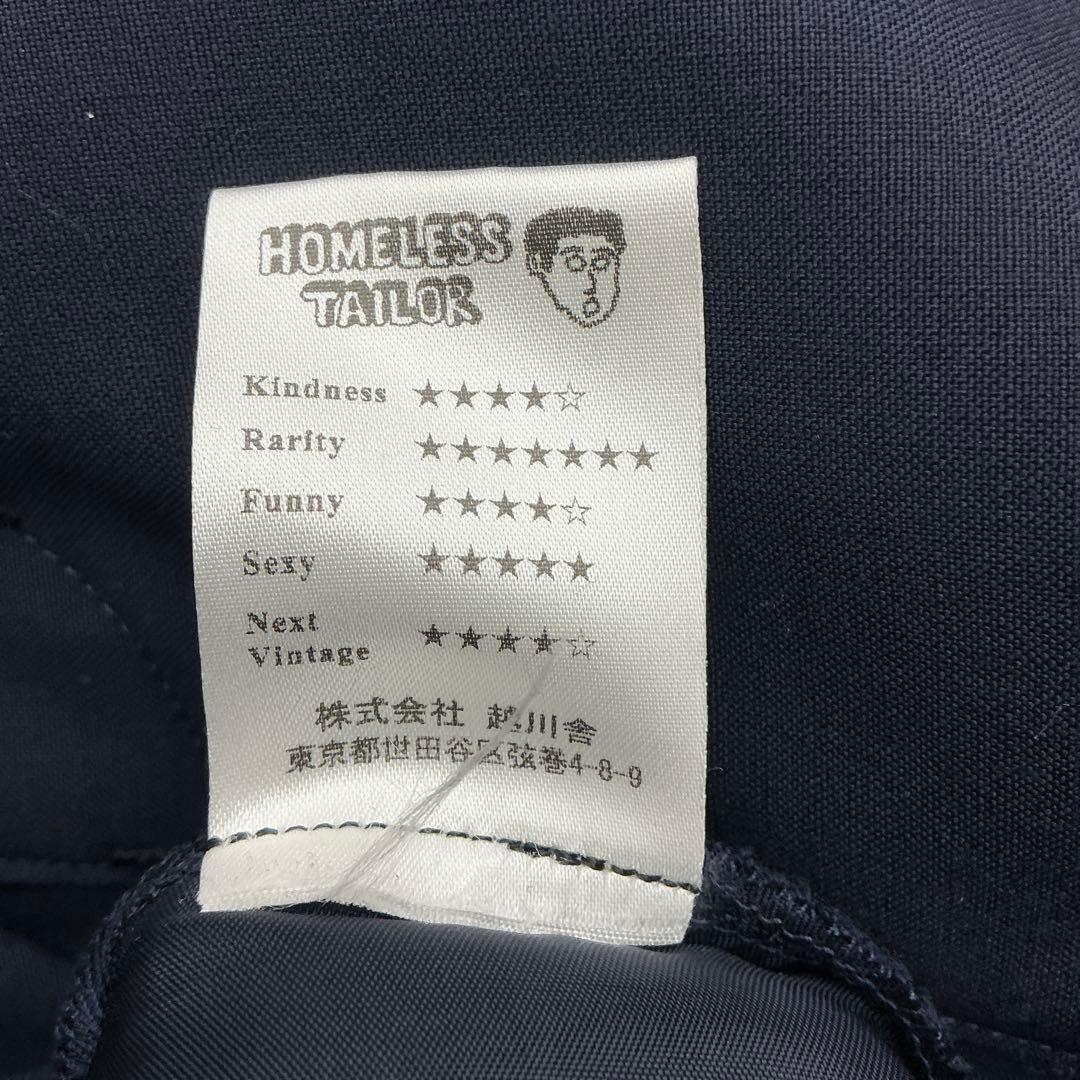 HOMELESS
TAILOR
Kindness ★★★★☆
Rarity ★★★★★★★
Funny ★★★★☆
Sexy ★★★★★
Next
Vintage ★★★★☆
株式会社 越川舎
東京都世田谷区弦巻4-8-9